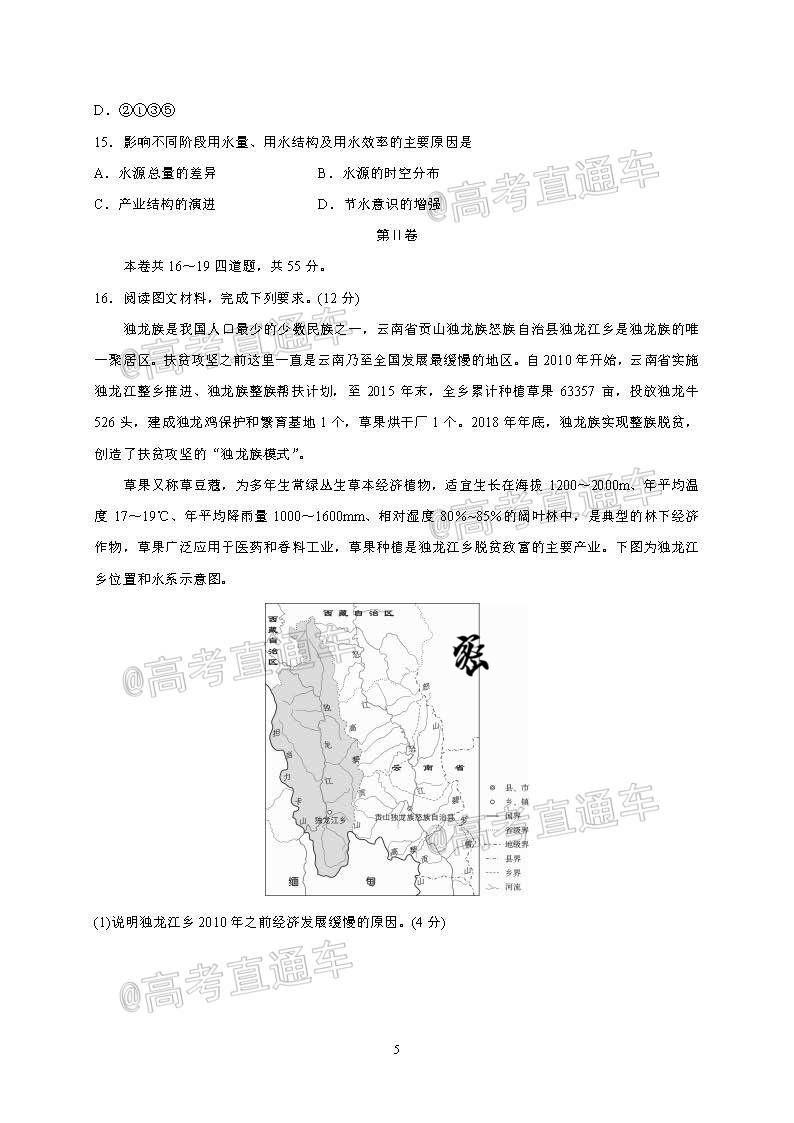 D．②①③⑤
15．影响不同阶段用水量、用水结构及用水效率的主要原因是
A．水源总量的差异 B．水源的时空分布
C．产业结构的演进 D．节水意识的增强
第Ⅱ卷
本卷共 16～19 四道题，共 55 分。
16．阅读图文材料，完成下列要求。(12 分)
独龙族是我国人口最少的少数民族之一，云南省贡山独龙族怒族自治县独龙江乡是独龙族的唯
一聚居区。扶贫攻坚之前这里一直是云南乃至全国发展最缓慢的地区。自 2010 年开始，云南省实施
独龙江整乡推进、独龙族整族帮扶计划，至 2015 年末，全乡累计种植草果 63357 亩，投放独龙牛
526 头，建成独龙鸡保护和繁育基地 1 个，草果烘干厂 1 个。2018 年年底，独龙族实现整族脱贫，
创造了扶贫攻坚的“独龙族模式”。
草果又称草豆蔻，为多年生常绿丛生草本经济植物，适宜生长在海拔 1200～2000m、年平均温
度 17～19℃、年平均降雨量 1000～1600mm、相对湿度 80%~85%的阔叶林中，是典型的林下经济
作物，草果广泛应用于医药和香料工业，草果种植是独龙江乡脱贫致富的主要产业。下图为独龙江
乡位置和水系示意图。
西藏自治区
西藏自治区
怒江
怒山
独龙江
高黎贡山
担当力卡山
云南省
碧罗雪山
独龙江乡
贡山独龙族怒族自治县
高黎贡山
缅甸
县、市
乡、镇
国界
省级界
地级界
县界
乡界
河流
(1)说明独龙江乡 2010 年之前经济发展缓慢的原因。(4 分)
5
@高考直通车
@高考直通车
@高考直通车
@高考直通车
@高考直通车
@高考直通车